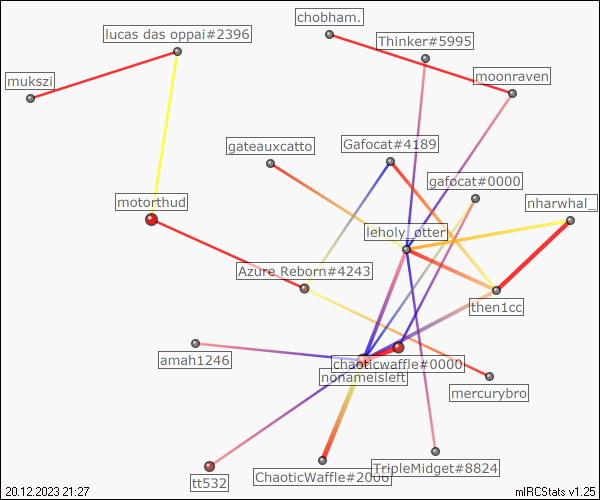 chobham.
lucas das oppai#2396
Thinker#5995
moonraven
mukszi
gateauxcatto
Gafocat#4189
gafocat#0000
motorthud
nharwhal_
leholy_otter
Azure Reborn#4243
then1cc
amah1246
chaoticwaffle#0000
nonameisleft
mercurybro
tt532
ChaoticWaffle#2006
TripleMidget#8824
20.12.2023 21:27
mIRCStats v1.25